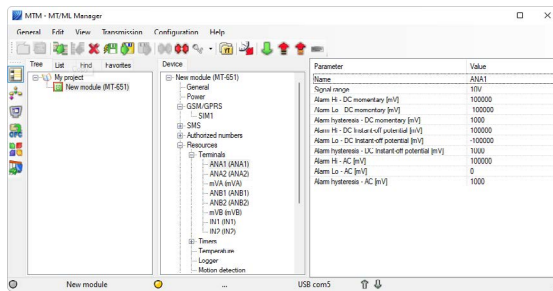 MTM - MT/ML Manager
General Edit View Transmission Configuration Help
Tree List Find Favorites
My project
New module (MT-651)
Device
New module (MT-651)
General
Power
GSM/GPRS
SIM1
SMS
Authorized numbers
Resources
Terminals
ANA1 (ANA1)
ANA2 (ANA2)
mVA (mVA)
ANB1 (ANB1)
ANB2 (ANB2)
mVB (mVB)
IN1 (IN1)
IN2 (IN2)
Timers
Temperature
Logger
Motion detection
Parameter Value
Name ANA1
Signal range 10V
Alarm Hi - DC momentary [mV] 100000
Alarm Lo - DC momentary [mV] -100000
Alarm hysteresis - DC momentary [mV] 1000
Alarm Hi - DC Instant-off potential [mV] 100000
Alarm Lo - DC Instant-off potential [mV] -100000
Alarm hysteresis - DC Instant-off potential [mV] 1000
Alarm Hi - AC [mV] 100000
Alarm Lo - AC [mV] 0
Alarm hysteresis - AC [mV] 1000
New module ... USB com5